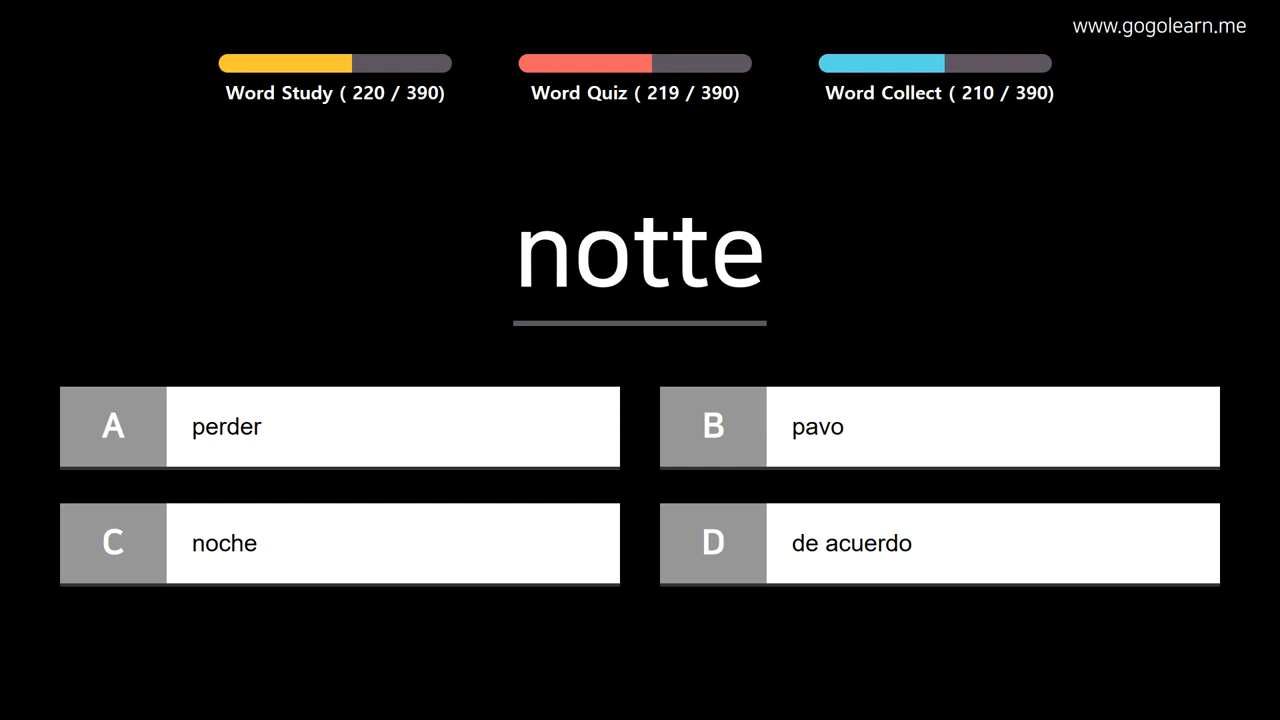 www.gogolearn.me
Word Study ( 220 / 390)
Word Quiz ( 219 / 390)
Word Collect ( 210 / 390)
notte
A perder
B pavo
C noche
D de acuerdo